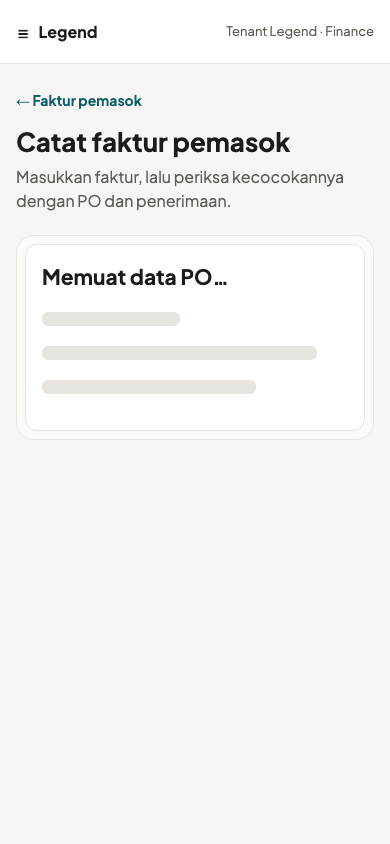 ≡ Legend
Tenant Legend · Finance
← Faktur pemasok
Catat faktur pemasok
Masukkan faktur, lalu periksa kecocokannya
dengan PO dan penerimaan.
Memuat data PO…